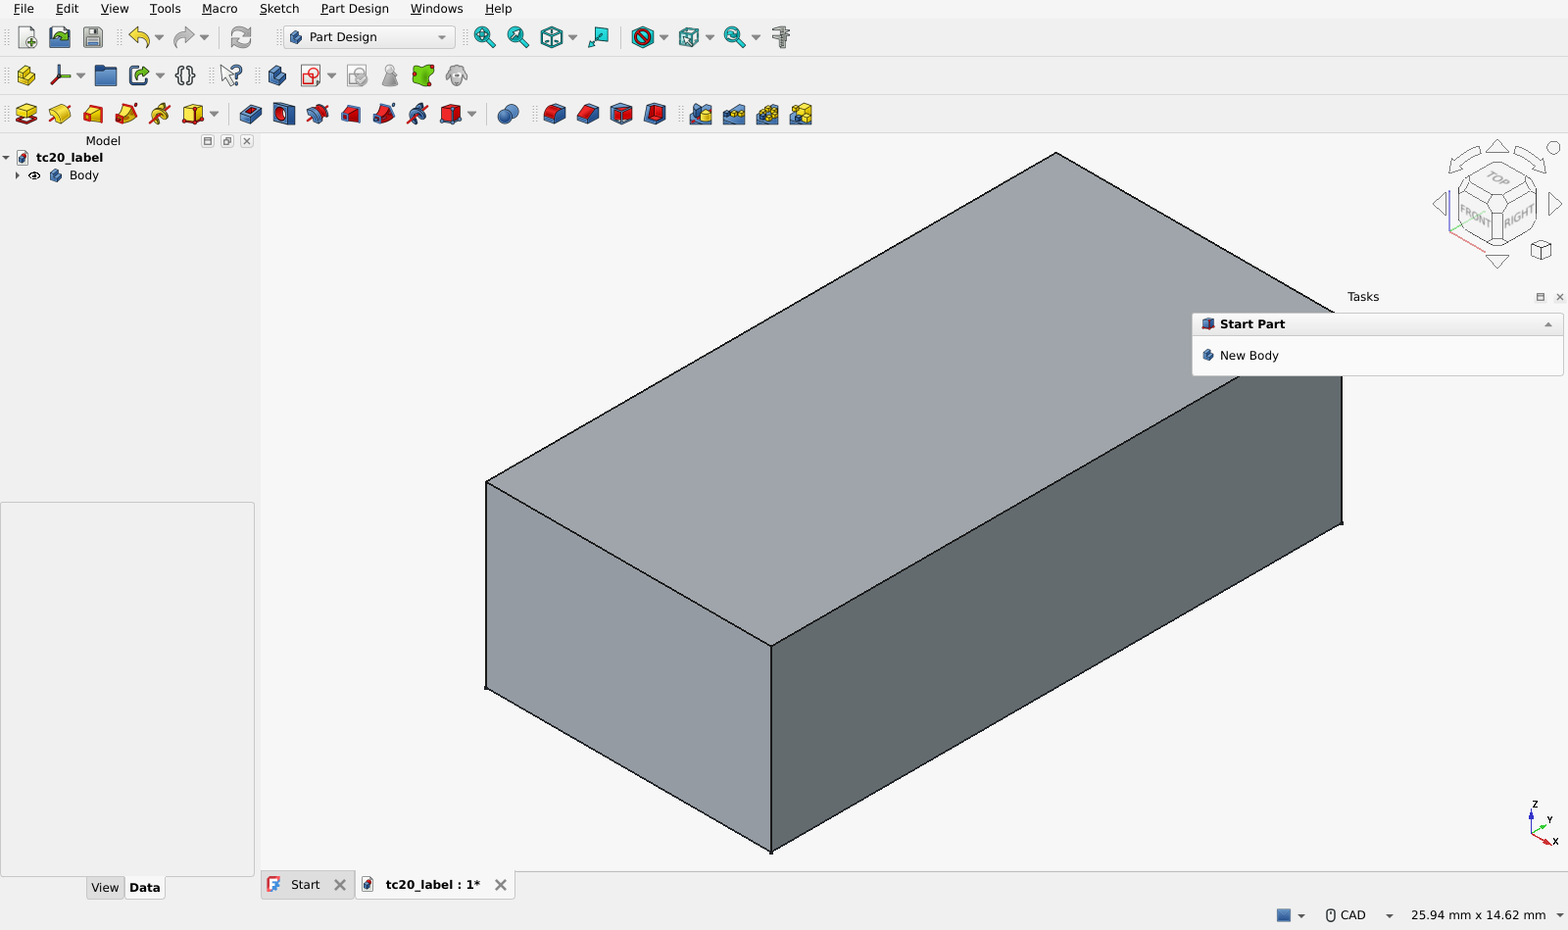 File Edit View Tools Macro Sketch Part Design Windows Help
Part Design
Model
tc20_label
Body
TOP
FRONT
RIGHT
Tasks
Start Part
New Body
Z
Y
X
View Data
Start
tc20_label : 1*
CAD
25.94 mm x 14.62 mm